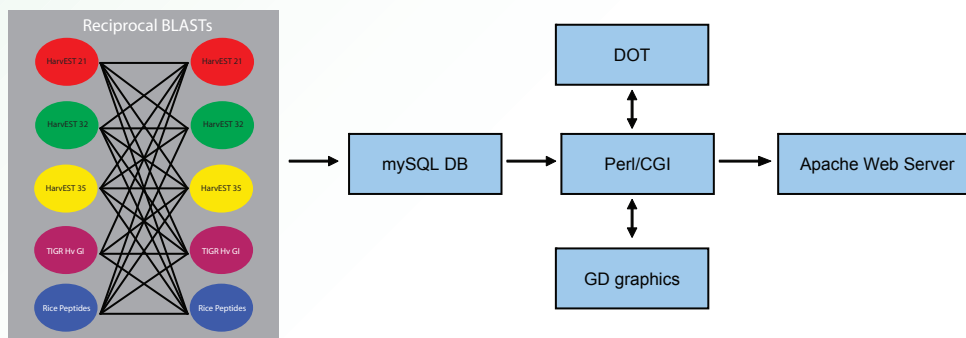 Reciprocal BLASTs
HarvEST 21
HarvEST 21
HarvEST 32
HarvEST 32
HarvEST 35
HarvEST 35
TIGR Hv GI
TIGR Hv GI
Rice Peptides
Rice Peptides
mySQL DB
DOT
Perl/CGI
GD graphics
Apache Web Server